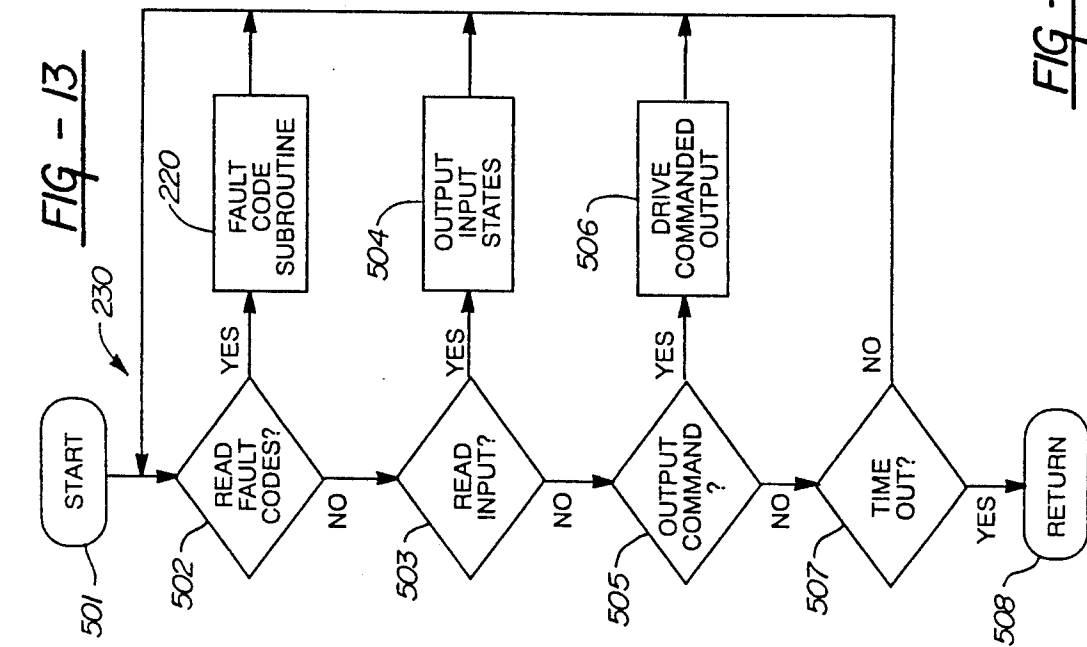 FIG - 13
FIG -
230
START
501
READ
FAULT
CODES?
502
YES
NO
FAULT
CODE
SUBROUTINE
220
READ
INPUT?
503
YES
NO
OUTPUT
INPUT
STATES
504
OUTPUT
COMMAND
?
505
YES
NO
DRIVE
COMMANDED
OUTPUT
506
TIME
OUT?
507
NO
YES
RETURN
508